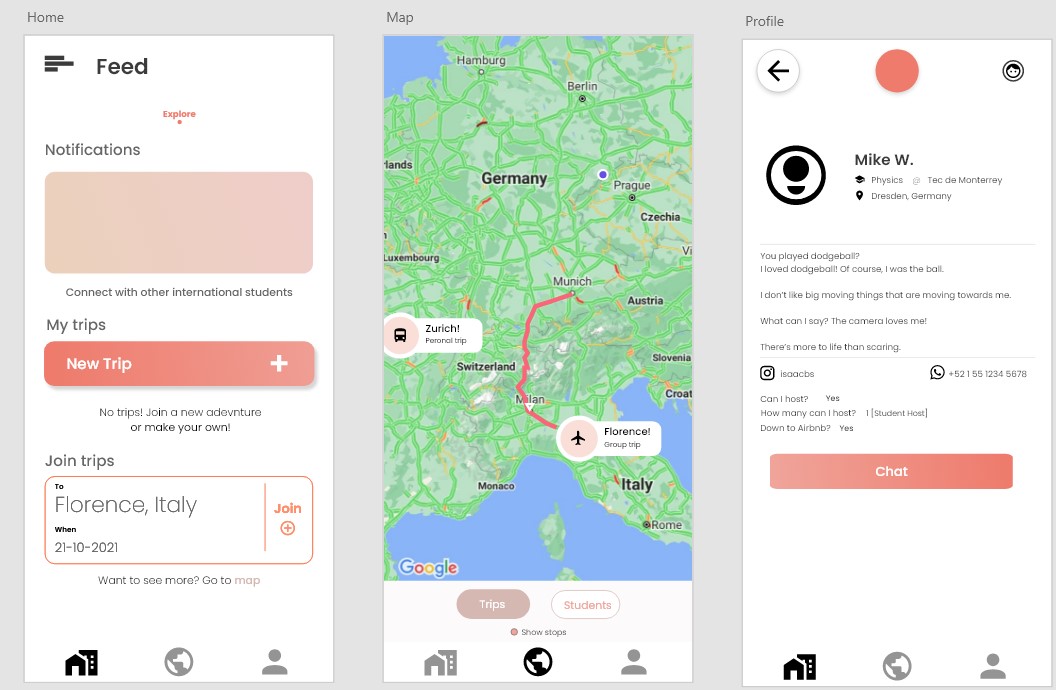 Home
Feed
Explore
Notifications
Connect with other international students
My trips
New Trip
No trips! Join a new adevnture
or make your own!
Join trips
To
Florence, Italy
When
21-10-2021
Join
Want to see more? Go to map
Map
Hamburg
Berlin
rlands
Germany
Prague
Czechia
Luxembourg
Vi
Munich
Austria
Zurich!
Peronal trip
Switzerland
Slovenia
Milan
Croat
Florence!
Group trip
Monaco
Italy
Rome
Google
Trips
Students
Show stops
Profile
Mike W.
Physics @ Tec de Monterrey
Dresden, Germany
You played dodgeball?
I loved dodgeball! Of course, I was the ball.
I don't like big moving things that are moving towards me.
What can I say? The camera loves me!
There's more to life than scaring.
isaacbs
+52 1 55 1234 5678
Can I host? Yes
How many can I host? 1 [Student Host]
Down to Airbnb? Yes
Chat